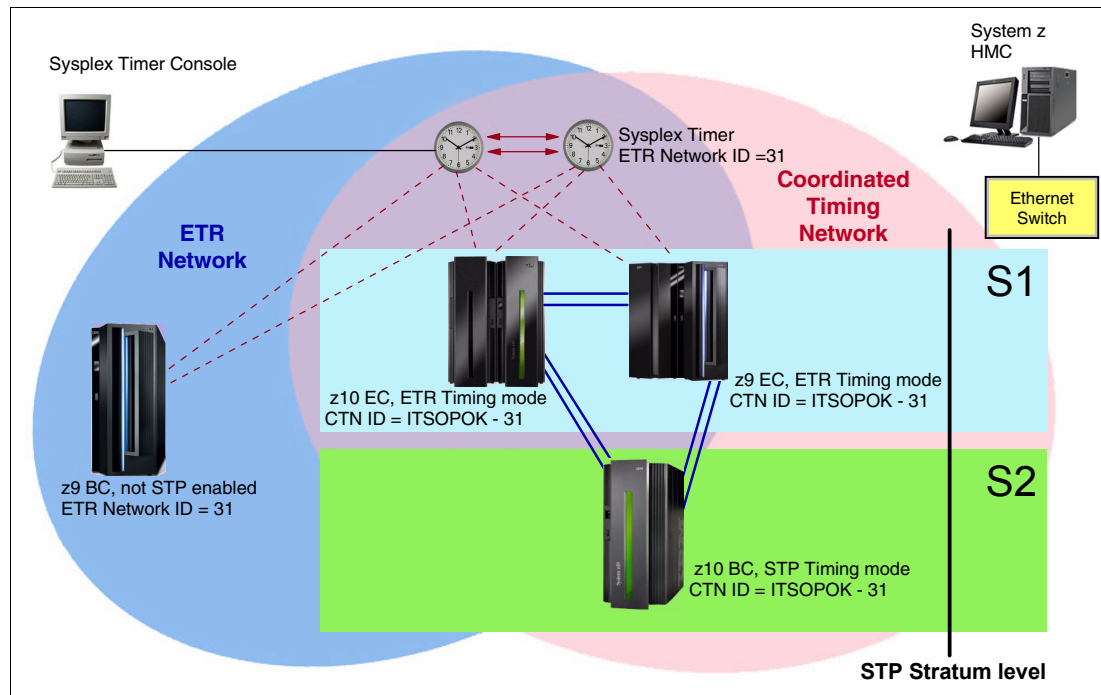 System z
HMC
Sysplex Timer Console
Sysplex Timer
ETR Network ID =31
Coordinated
Timing
Network
Ethernet
Switch
ETR
Network
S1
z10 EC, ETR Timing mode
CTN ID = ITSOPOK - 31
z9 EC, ETR Timing mode
CTN ID = ITSOPOK - 31
S2
z9 BC, not STP enabled
ETR Network ID = 31
z10 BC, STP Timing mode
CTN ID = ITSOPOK - 31
STP Stratum level